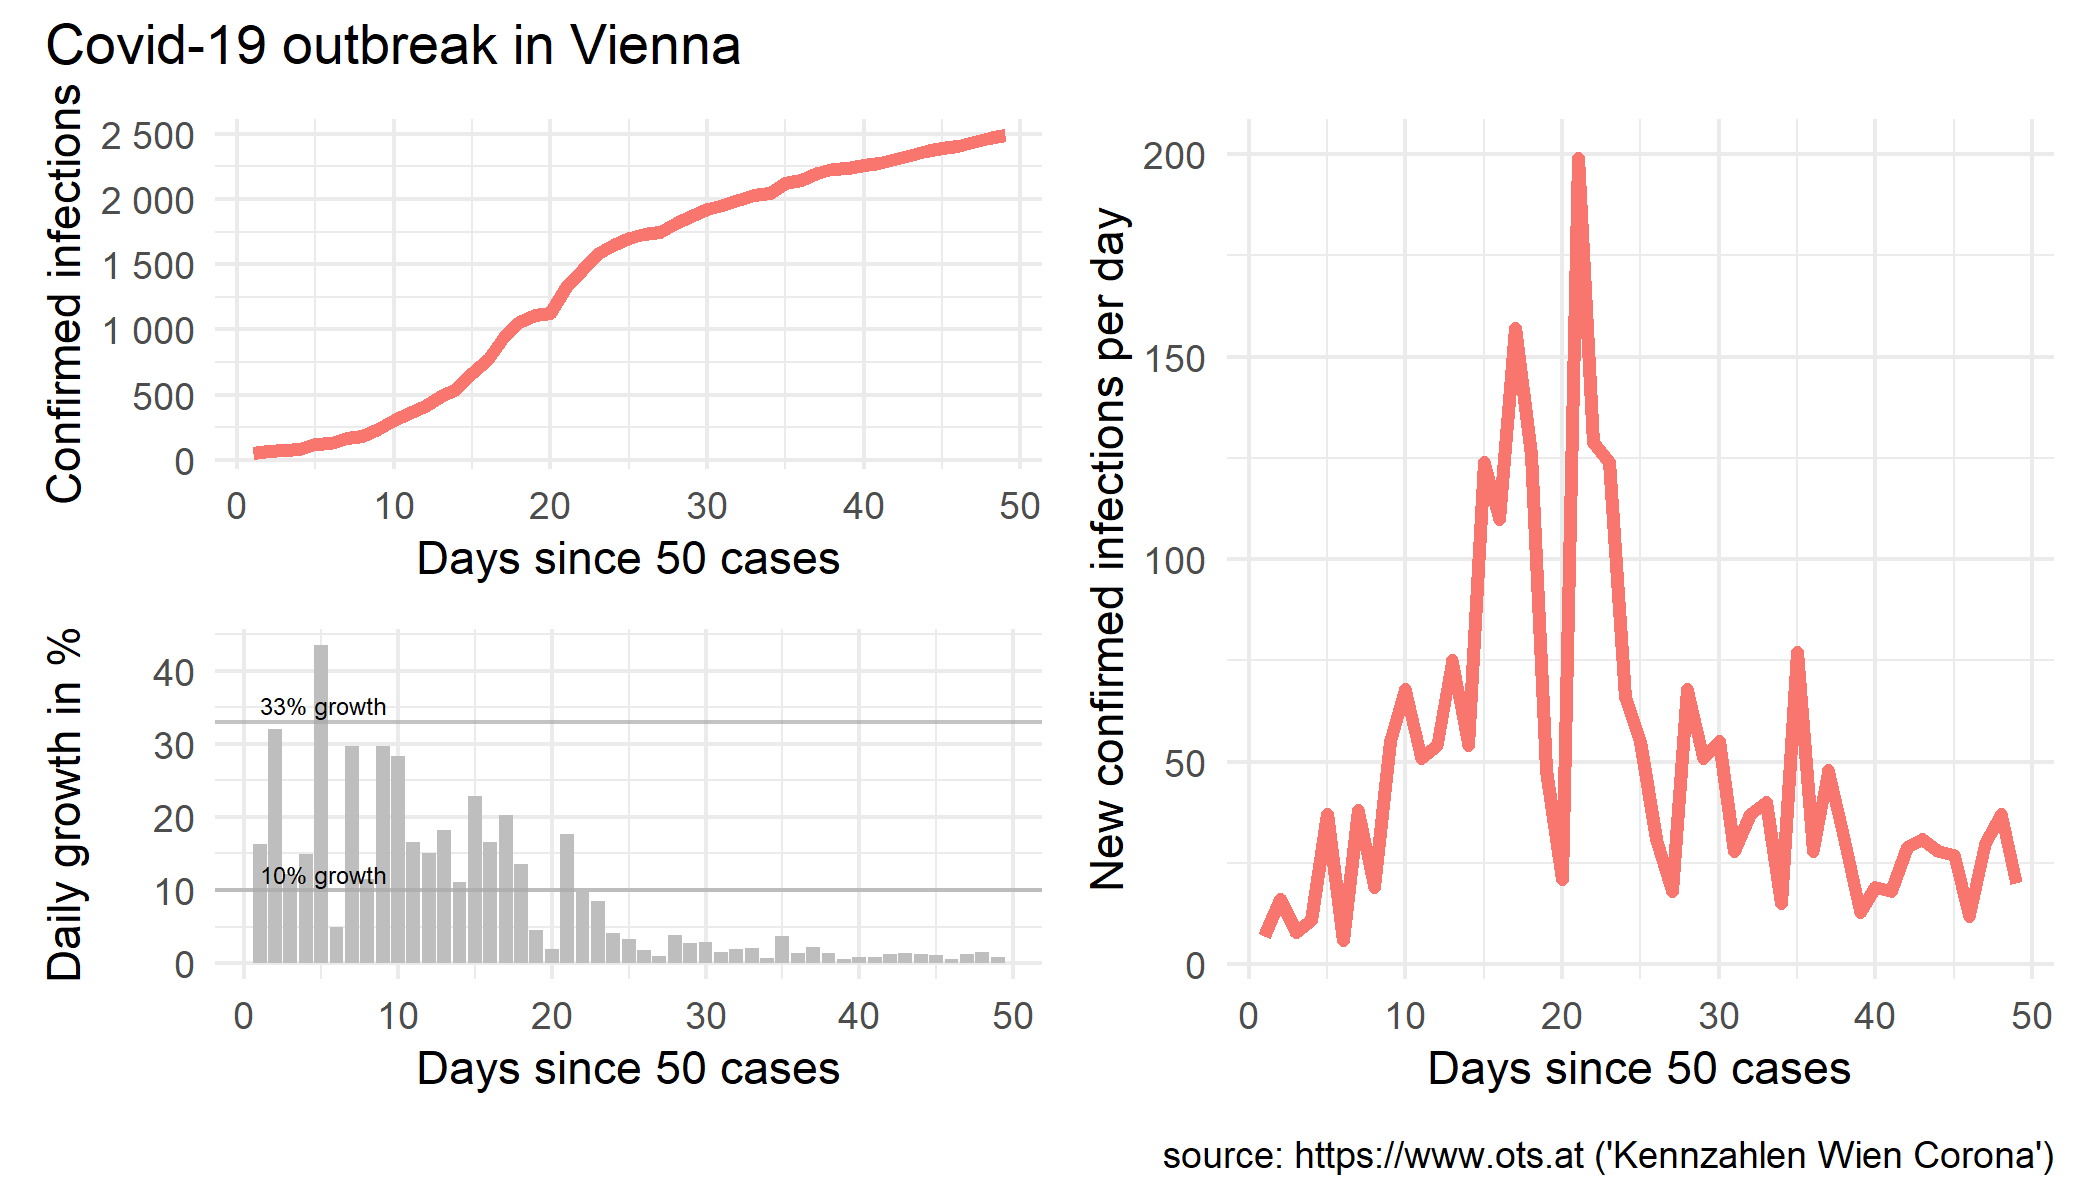 Covid-19 outbreak in Vienna
Confirmed infections
2 500
2 000
1 500
1 000
500
0
0 10 20 30 40 50
Days since 50 cases
Daily growth in %
40
30
20
10
0
33% growth
10% growth
0 10 20 30 40 50
Days since 50 cases
New confirmed infections per day
200
150
100
50
0
0 10 20 30 40 50
Days since 50 cases
source: https://www.ots.at ('Kennzahlen Wien Corona')